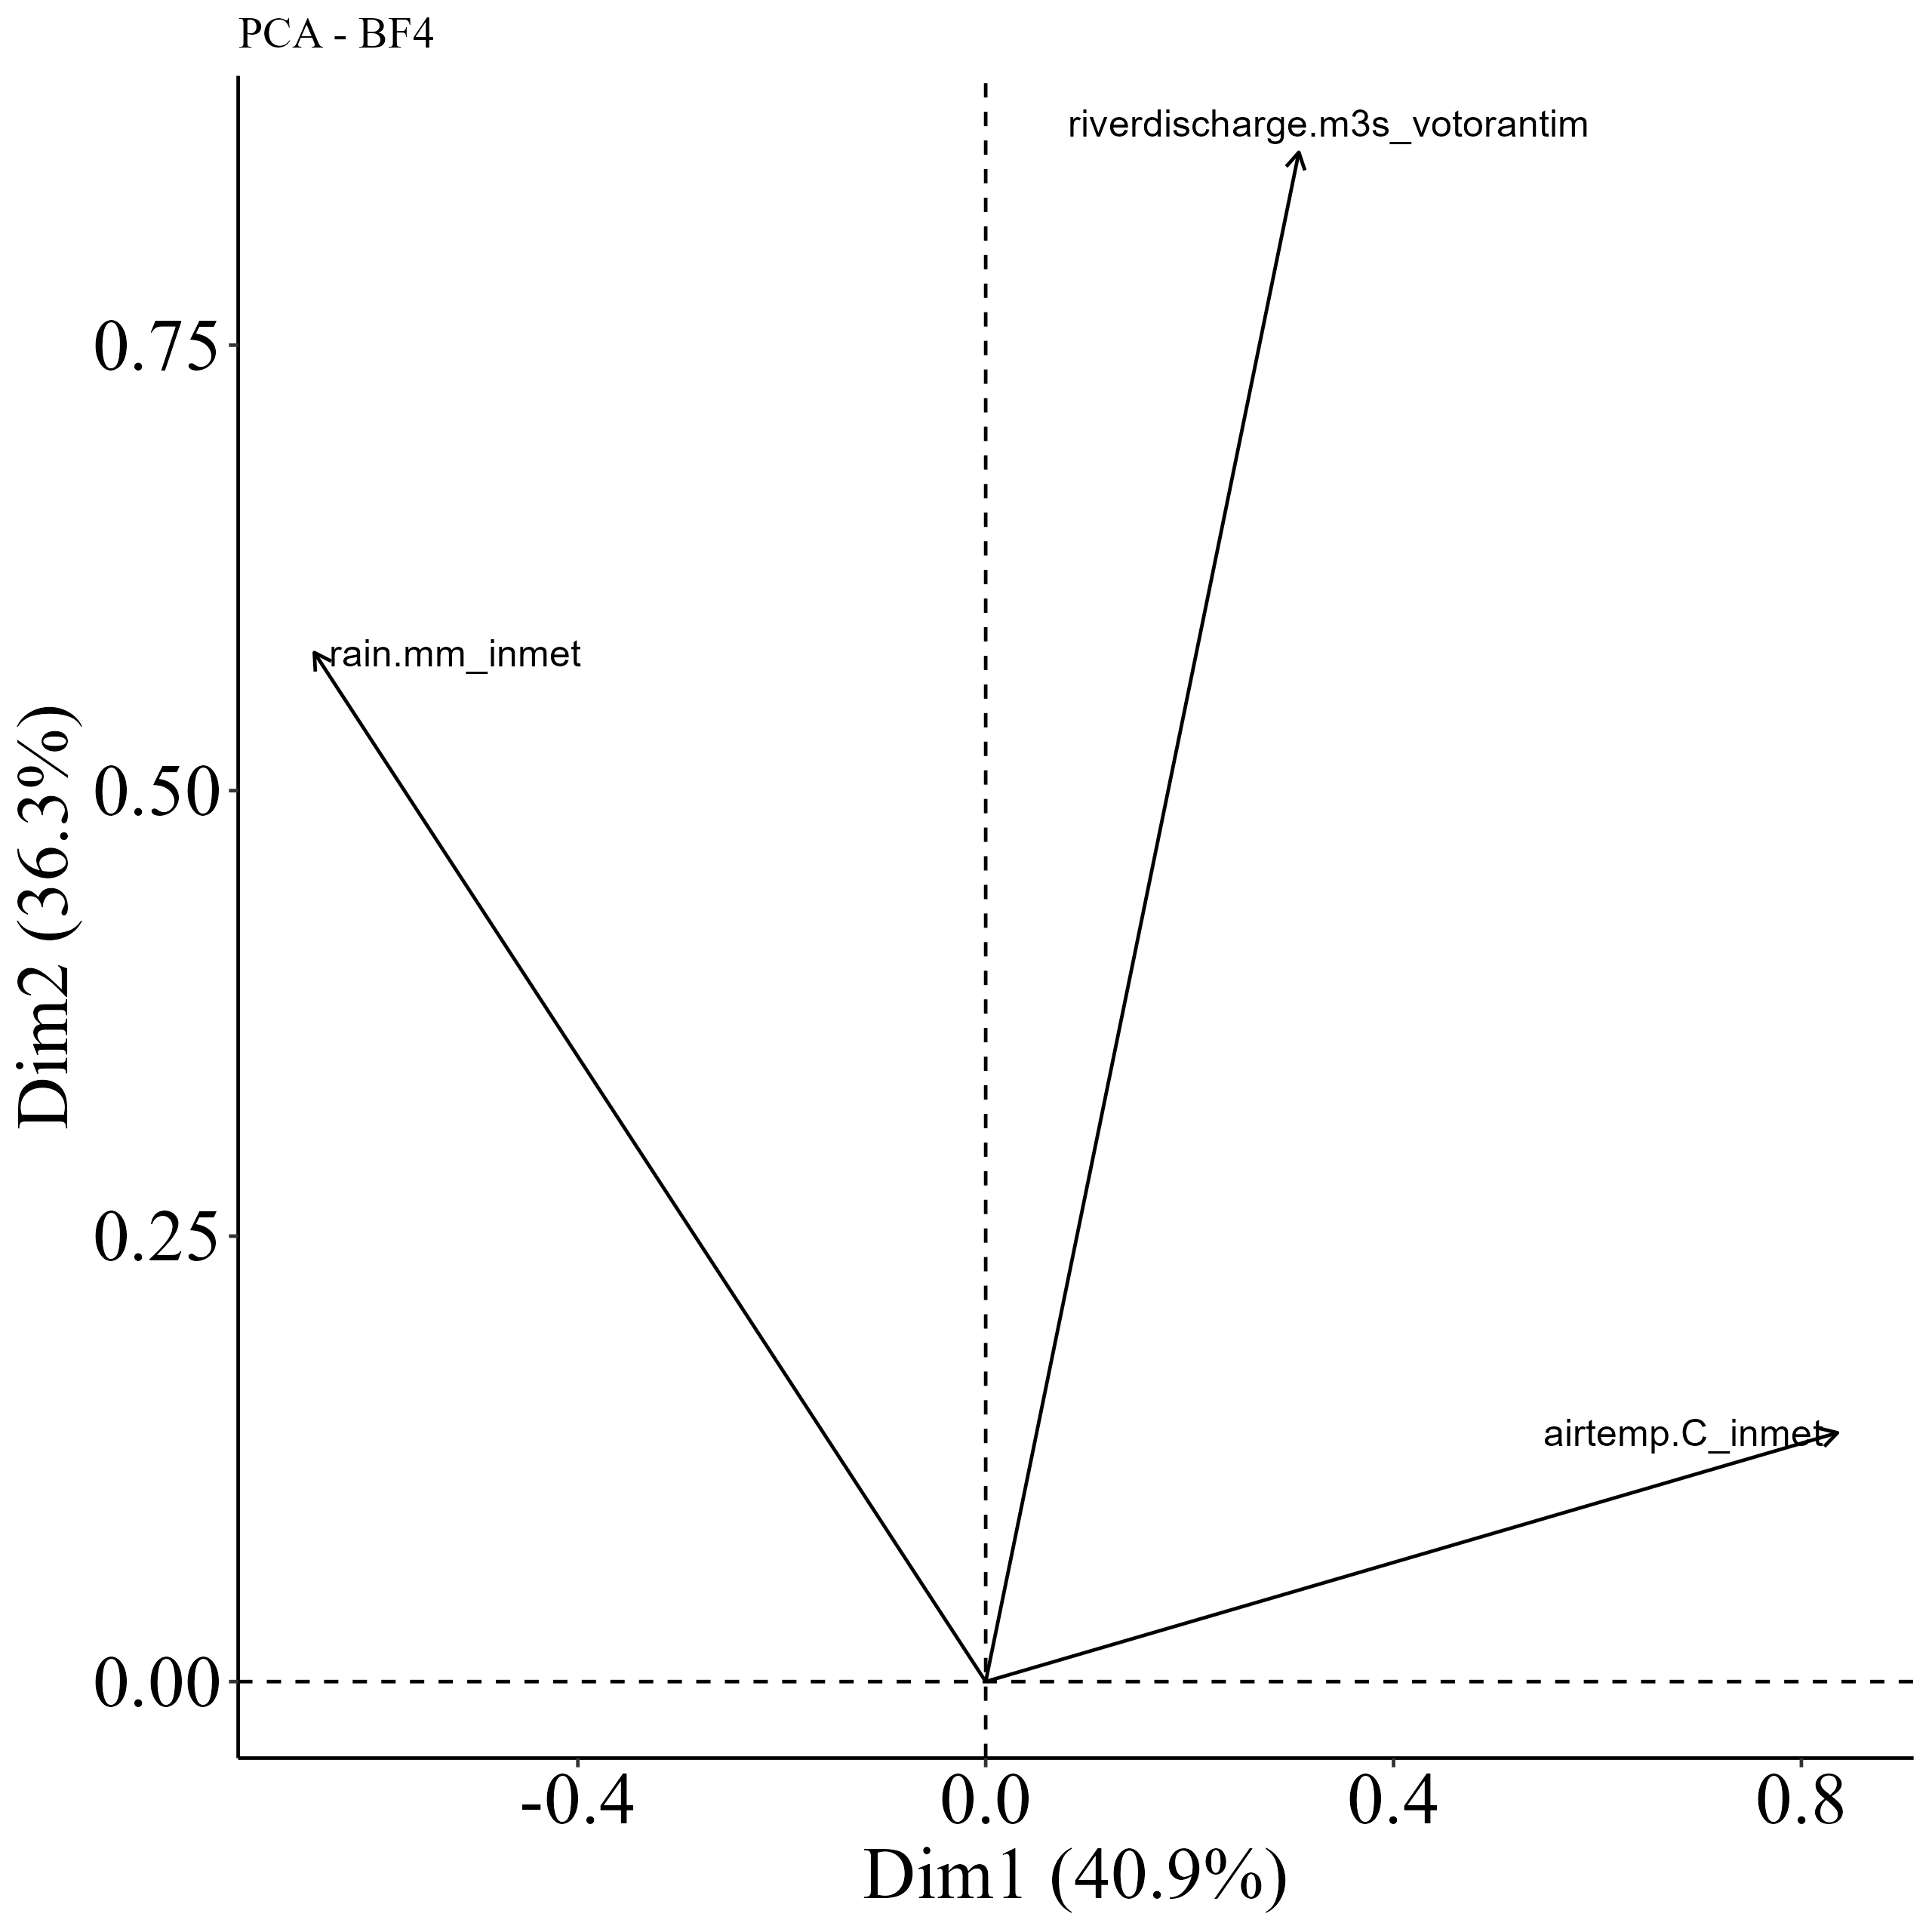 PCA - BF4
riverdischarge.m3s_votorantim
0.75
rain.mm_inmet
0.50
Dim2 (36.3%)
0.25
airtemp.C_inmet
0.00
-0.4
0.0
0.4
0.8
Dim1 (40.9%)